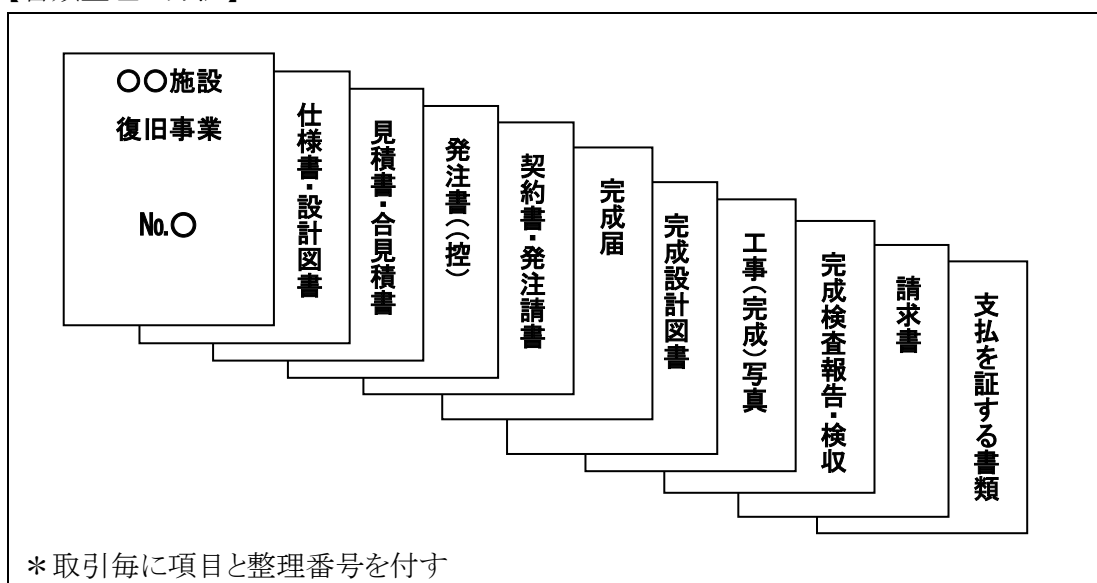 〇〇施設
復旧事業
№〇
仕様書・設計図書
見積書・合見積書
発注書((控)
契約書・発注請書
完成届
完成設計図書
工事(完成)写真
完成検査報告・検収
請求書
支払を証する書類
＊取引毎に項目と整理番号を付す